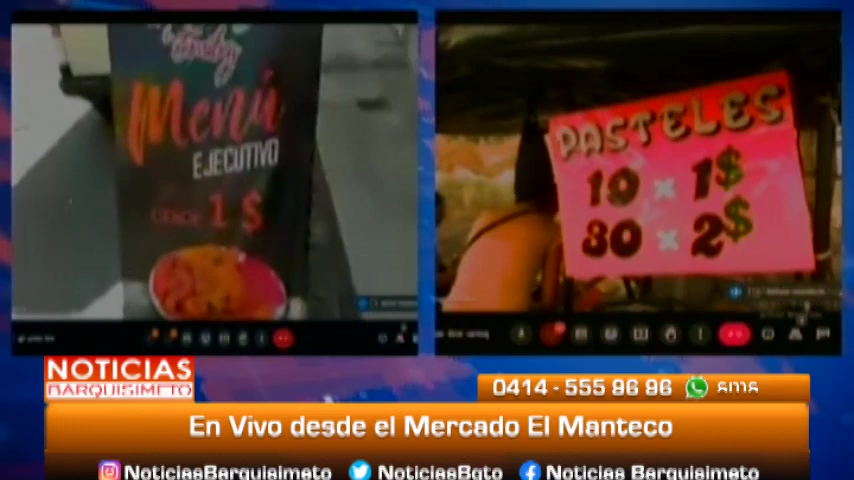 Menú
EJECUTIVO
DESDE 1 $
PASTELES
10 x 1$
30 x 2$
NOTICIAS
BARQUISIMETO
0414 - 555 96 96 sms
En Vivo desde el Mercado El Manteco
NoticiasBarquisimeto NoticiasBqto Noticias Barquisimeto